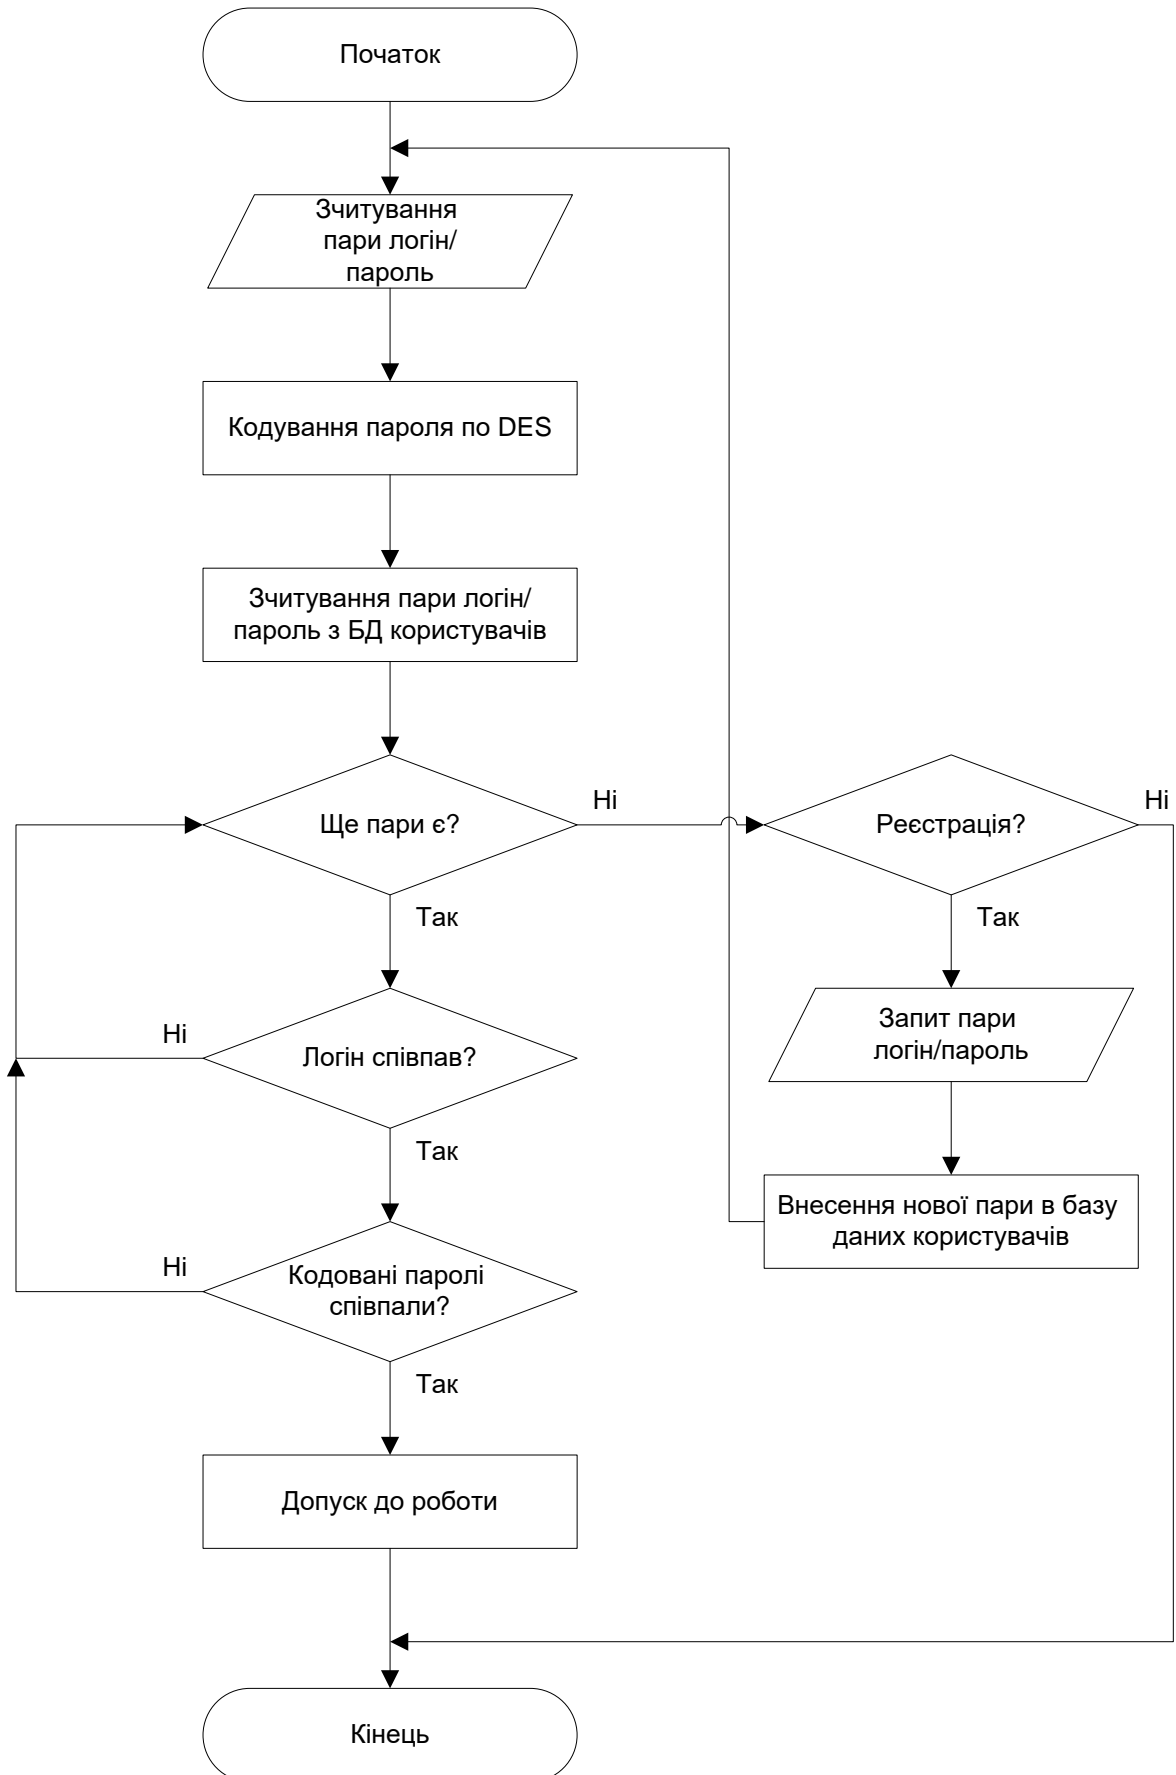 Початок
Зчитування
пари логін/
пароль
Кодування пароля по DES
Зчитування пари логін/
пароль з БД користувачів
Ще пари є?
Ні
Реєстрація?
Ні
Так
Так
Логін співпав?
Ні
Запит пари
логін/пароль
Так
Внесення нової пари в базу
даних користувачів
Кодовані паролі
співпали?
Ні
Так
Допуск до роботи
Кінець